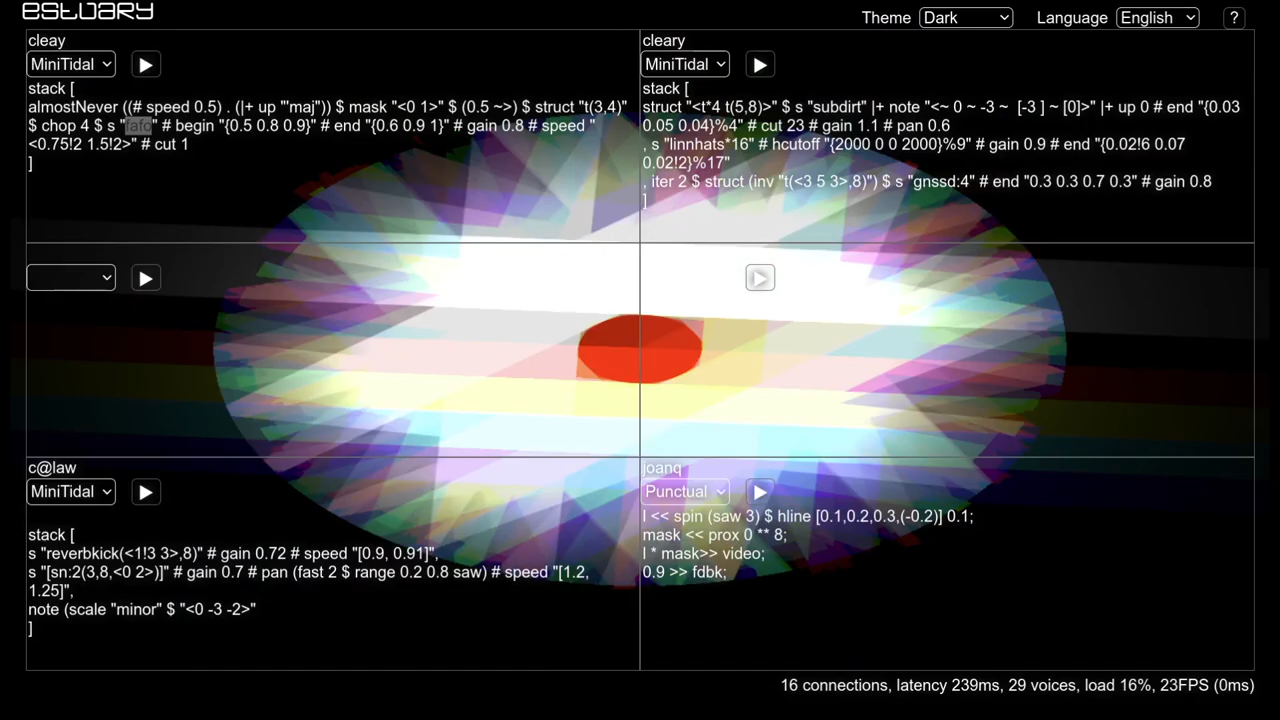 estuary
Theme Dark Language English ?
cleay
MiniTidal
stack [
almostNever ((# speed 0.5) . (|+ up "'maj")) $ mask "<0 1>" $ (0.5 ~>) $ struct "t(3,4)"
$ chop 4 $ s "fafo" # begin "{0.5 0.8 0.9}" # end "{0.6 0.9 1}" # gain 0.8 # speed "
<0.75!2 1.5!2>" # cut 1
]
cleary
MiniTidal
stack [
struct "<t*4 t(5,8)>" $ s "subdirt" |+ note "<~ 0 ~ -3 ~ [-3 ] ~ [0]>" |+ up 0 # end "{0.03
0.05 0.04}%4" # cut 23 # gain 1.1 # pan 0.6
, s "linnhats*16" # hcutoff "{2000 0 0 2000}%9" # gain 0.9 # end "{0.02!6 0.07
0.02!2}%17"
, iter 2 $ struct (inv "t(<3 5 3>,8)") $ s "gnssd:4" # end "0.3 0.3 0.7 0.3" # gain 0.8
]
c@law
MiniTidal
stack [
s "reverbkick(<1!3 3>,8)" # gain 0.72 # speed "[0.9, 0.91]",
s "[sn:2(3,8,<0 2>)]" # gain 0.7 # pan (fast 2 $ range 0.2 0.8 saw) # speed "[1.2,
1.25]",
note (scale "minor" $ "<0 -3 -2>"
]
joanq
Punctual
l << spin (saw 3) $ hline [0.1,0.2,0.3,(-0.2)] 0.1;
mask << prox 0 ** 8;
l * mask>> video;
0.9 >> fdbk;
16 connections, latency 239ms, 29 voices, load 16%, 23FPS (0ms)